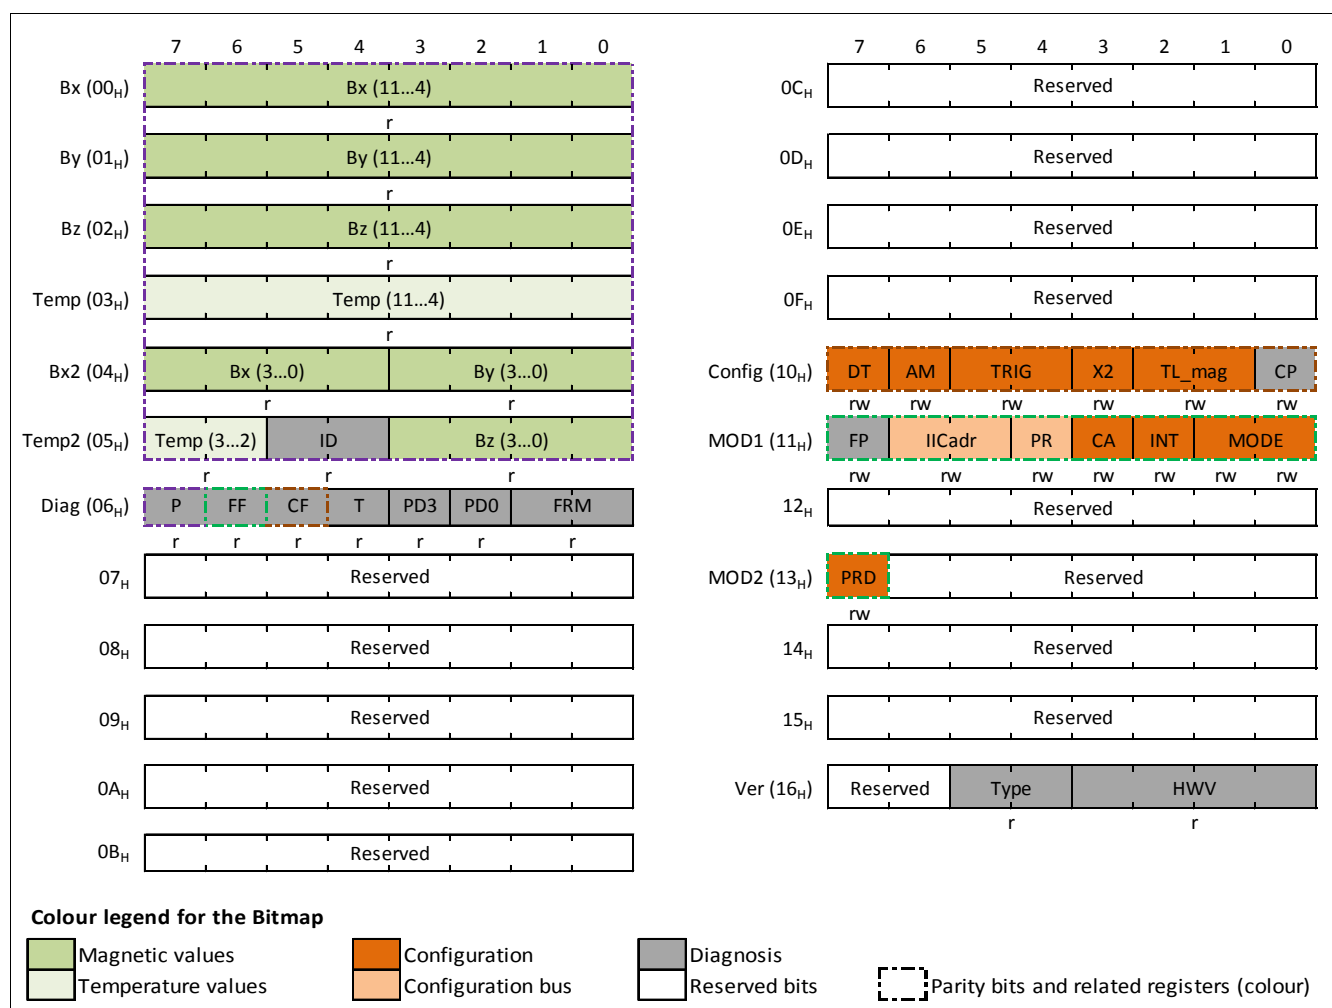 7 6 5 4 3 2 1 0
Bx (00H) Bx (11...4)
r
By (01H) By (11...4)
r
Bz (02H) Bz (11...4)
r
Temp (03H) Temp (11...4)
r
Bx2 (04H) Bx (3...0) By (3...0)
r r
Temp2 (05H) Temp (3...2) ID Bz (3...0)
r r r
Diag (06H) P FF CF T PD3 PD0 FRM
r r r r r r r
07H Reserved
08H Reserved
09H Reserved
0AH Reserved
0BH Reserved
7 6 5 4 3 2 1 0
0CH Reserved
0DH Reserved
0EH Reserved
0FH Reserved
Config (10H) DT AM TRIG X2 TL_mag CP
rw rw rw rw rw rw
MOD1 (11H) FP IICadr PR CA INT MODE
rw rw rw rw rw rw rw
12H Reserved
MOD2 (13H) PRD Reserved
rw
14H Reserved
15H Reserved
Ver (16H) Reserved Type HWV
r r
Colour legend for the Bitmap
Magnetic values Configuration Diagnosis
Temperature values Configuration bus Reserved bits Parity bits and related registers (colour)